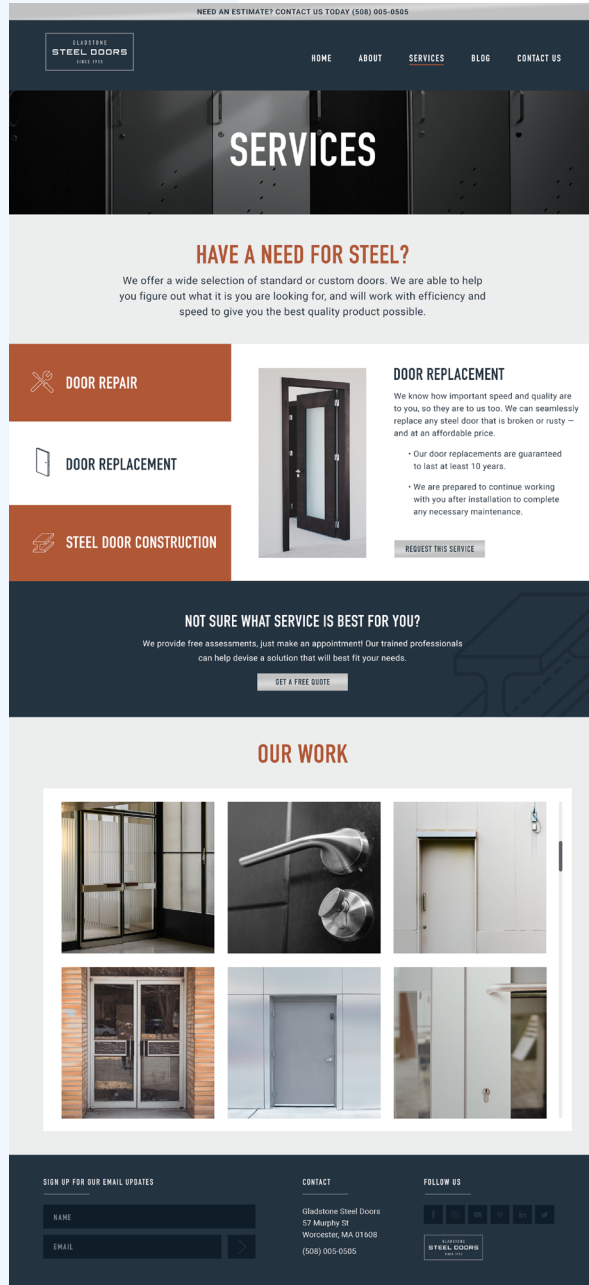 NEED AN ESTIMATE? CONTACT US TODAY (508) 005-0505
GLADSTONE
STEEL DOORS
SINCE 1955
HOME
ABOUT
SERVICES
BLOG
CONTACT US
SERVICES
HAVE A NEED FOR STEEL?
We offer a wide selection of standard or custom doors. We are able to help
you figure out what it is you are looking for, and will work with efficiency and
speed to give you the best quality product possible.
DOOR REPAIR
DOOR REPLACEMENT
STEEL DOOR CONSTRUCTION
DOOR REPLACEMENT
We know how important speed and quality are
to you, so they are to us too. We can seamlessly
replace any steel door that is broken or rusty —
and at an affordable price.
• Our door replacements are guaranteed
to last at least 10 years.
• We are prepared to continue working
with you after installation to complete
any necessary maintenance.
REQUEST THIS SERVICE
NOT SURE WHAT SERVICE IS BEST FOR YOU?
We provide free assessments, just make an appointment! Our trained professionals
can help devise a solution that will best fit your needs.
GET A FREE QUOTE
OUR WORK
SIGN UP FOR OUR EMAIL UPDATES
NAME
EMAIL
CONTACT
Gladstone Steel Doors
57 Murphy St
Worcester, MA 01608
(508) 005-0505
FOLLOW US
GLADSTONE
STEEL DOORS
SINCE 1955